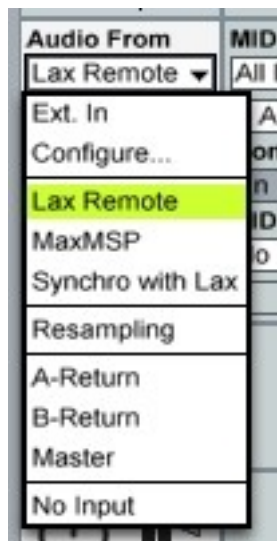 Audio From
MID
Lax Remote
All
Ext. In
A
Configure...
Lax Remote
MaxMSP
Synchro with Lax
Resampling
A-Return
B-Return
Master
No Input